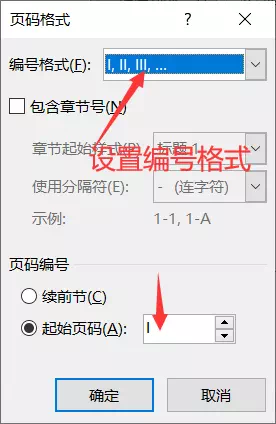 页码格式
? ×
编号格式(F): I, II, III, ...
包含章节号(N)
章节起始样式(P) 标题 1
设置编号格式
使用分隔符(E): - (连字符)
示例: 1-1, 1-A
页码编号
续前节(C)
起始页码(A): I
确定 取消